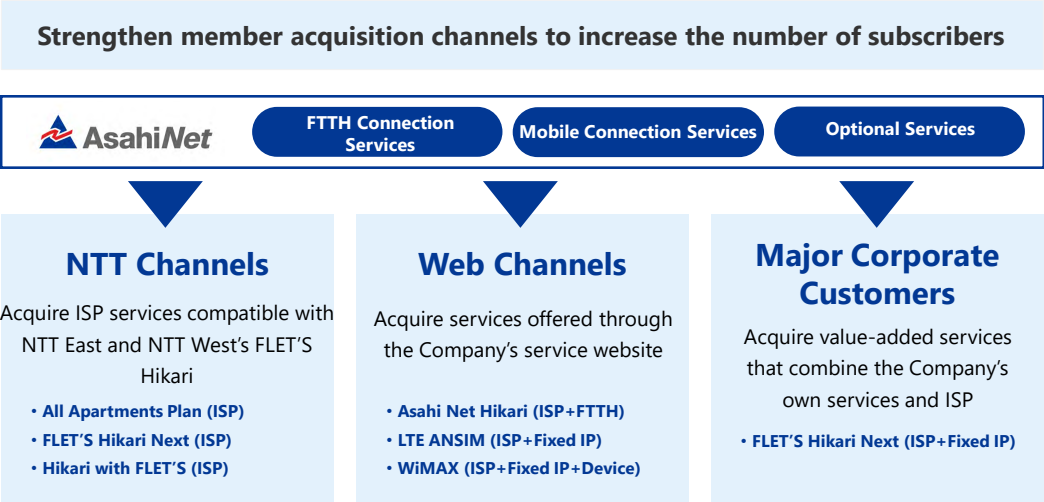 Strengthen member acquisition channels to increase the number of subscribers
AsahiNet
FTTH Connection
Services
Mobile Connection Services
Optional Services
NTT Channels
Acquire ISP services compatible with
NTT East and NTT West’s FLET’S
Hikari
• All Apartments Plan (ISP)
• FLET’S Hikari Next (ISP)
• Hikari with FLET’S (ISP)
Web Channels
Acquire services offered through
the Company’s service website
• Asahi Net Hikari (ISP+FTTH)
• LTE ANSIM (ISP+Fixed IP)
• WiMAX (ISP+Fixed IP+Device)
Major Corporate
Customers
Acquire value-added services
that combine the Company’s
own services and ISP
• FLET’S Hikari Next (ISP+Fixed IP)